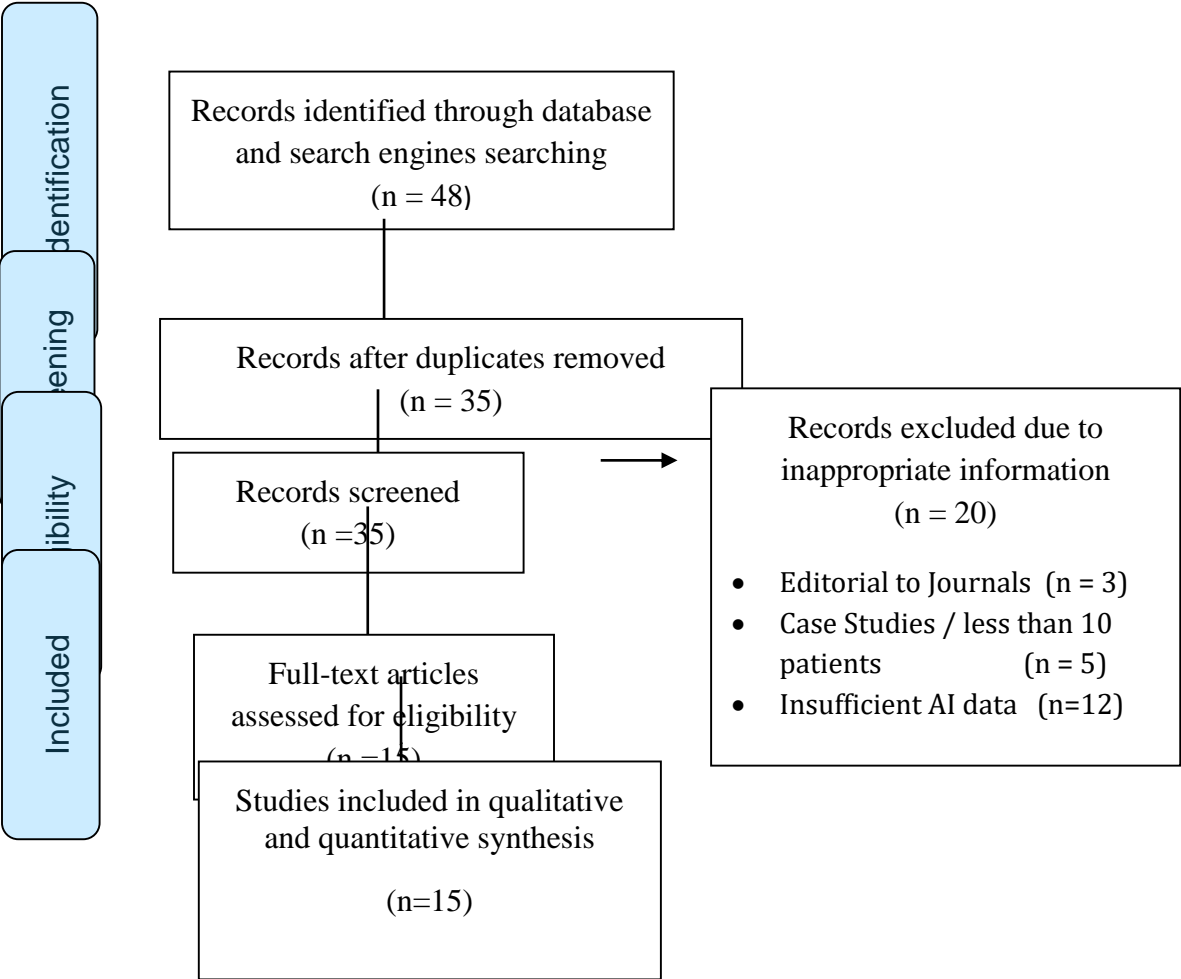 dentification
Records identified through database
and search engines searching
(n = 48)
ening
Records after duplicates removed
(n = 35)
Records screened
(n =35)
Records excluded due to
inappropriate information
(n = 20)
• Editorial to Journals (n = 3)
• Case Studies / less than 10
patients (n = 5)
• Insufficient AI data (n=12)
ibility
Full-text articles
assessed for eligibility
(n =15)
Included
Studies included in qualitative
and quantitative synthesis
(n=15)